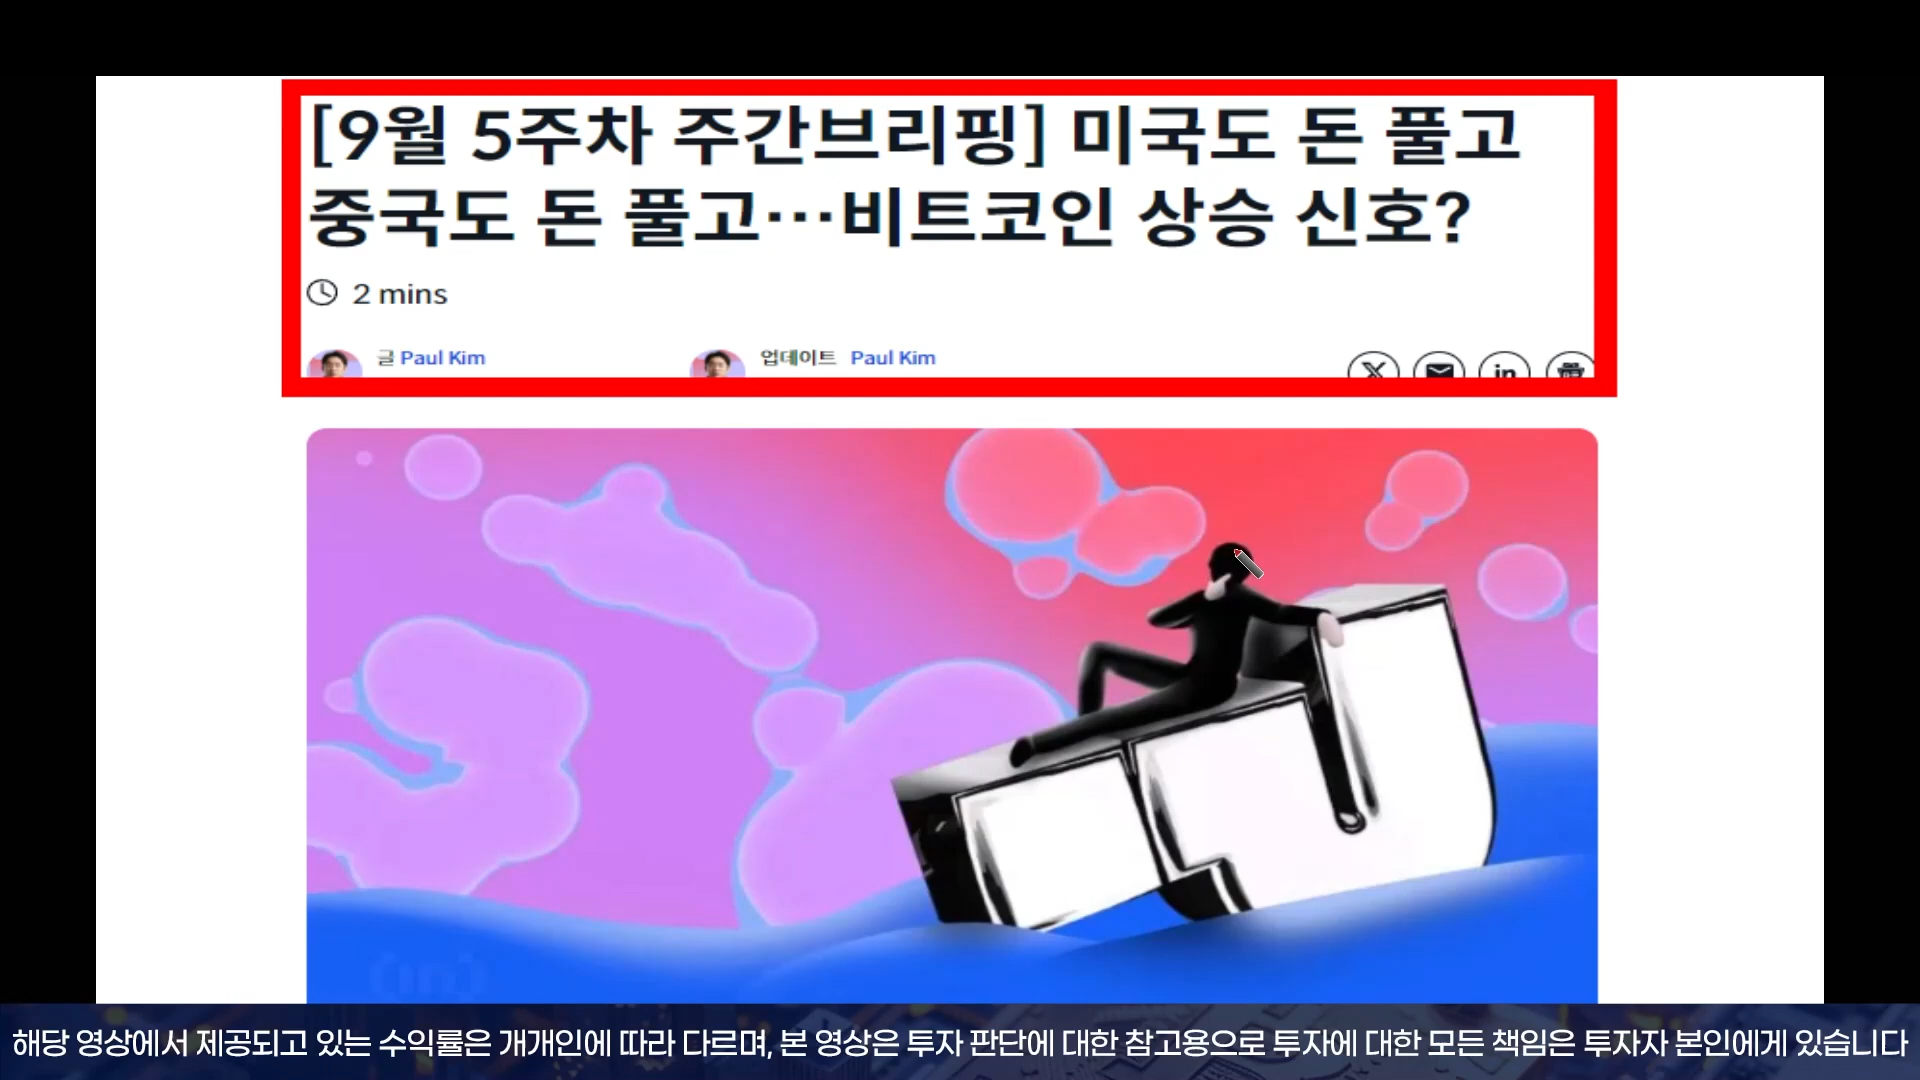 [9월 5주차 주간브리핑] 미국도 돈 풀고
중국도 돈 풀고…비트코인 상승 신호?
2 mins
글 Paul Kim
업데이트 Paul Kim
X
in
해당 영상에서 제공되고 있는 수익률은 개개인에 따라 다르며, 본 영상은 투자 판단에 대한 참고용으로 투자에 대한 모든 책임은 투자자 본인에게 있습니다